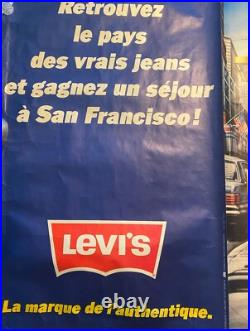 Retrouvez
le pays
des vrais jeans
et gagnez un séjour
à San Francisco!
LEVI'S
La marque de l'authentique.